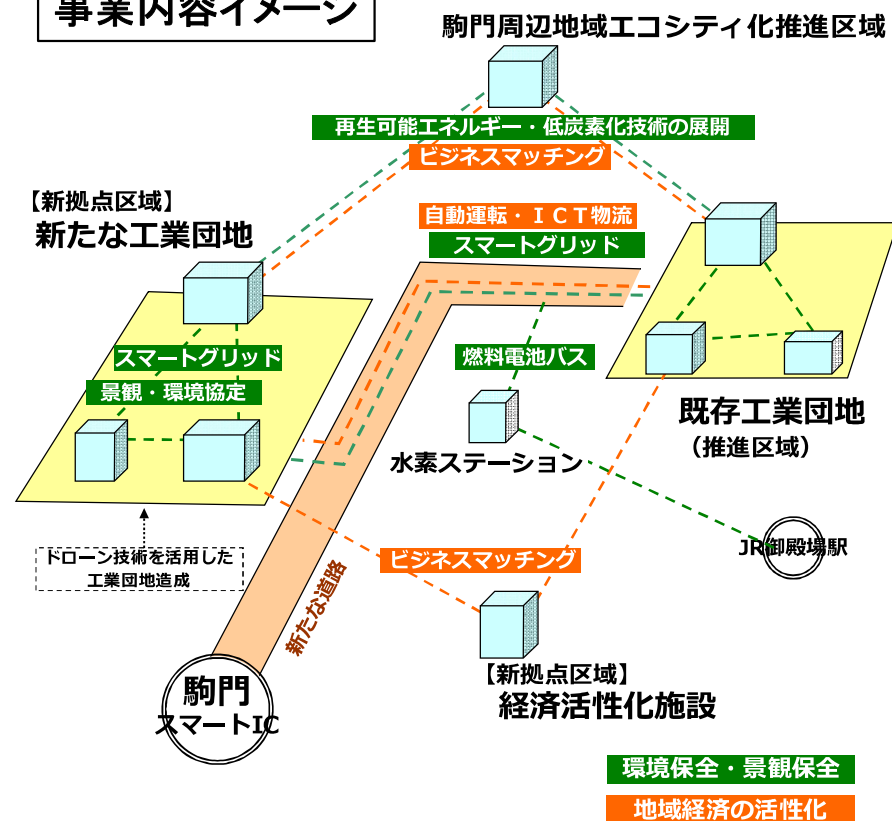 事業内容イメージ
駒門周辺地域エコシティ化推進区域
再生可能エネルギー・低炭素化技術の展開
ビジネスマッチング
【新拠点区域】
新たな工業団地
自動運転・ＩＣＴ物流
スマートグリッド
スマートグリッド
景観・環境協定
燃料電池バス
既存工業団地
（推進区域）
水素ステーション
JR御殿場駅
ドローン技術を活用した
工業団地造成
ビジネスマッチング
新たな道路
【新拠点区域】
経済活性化施設
駒門
スマートIC
環境保全・景観保全
地域経済の活性化